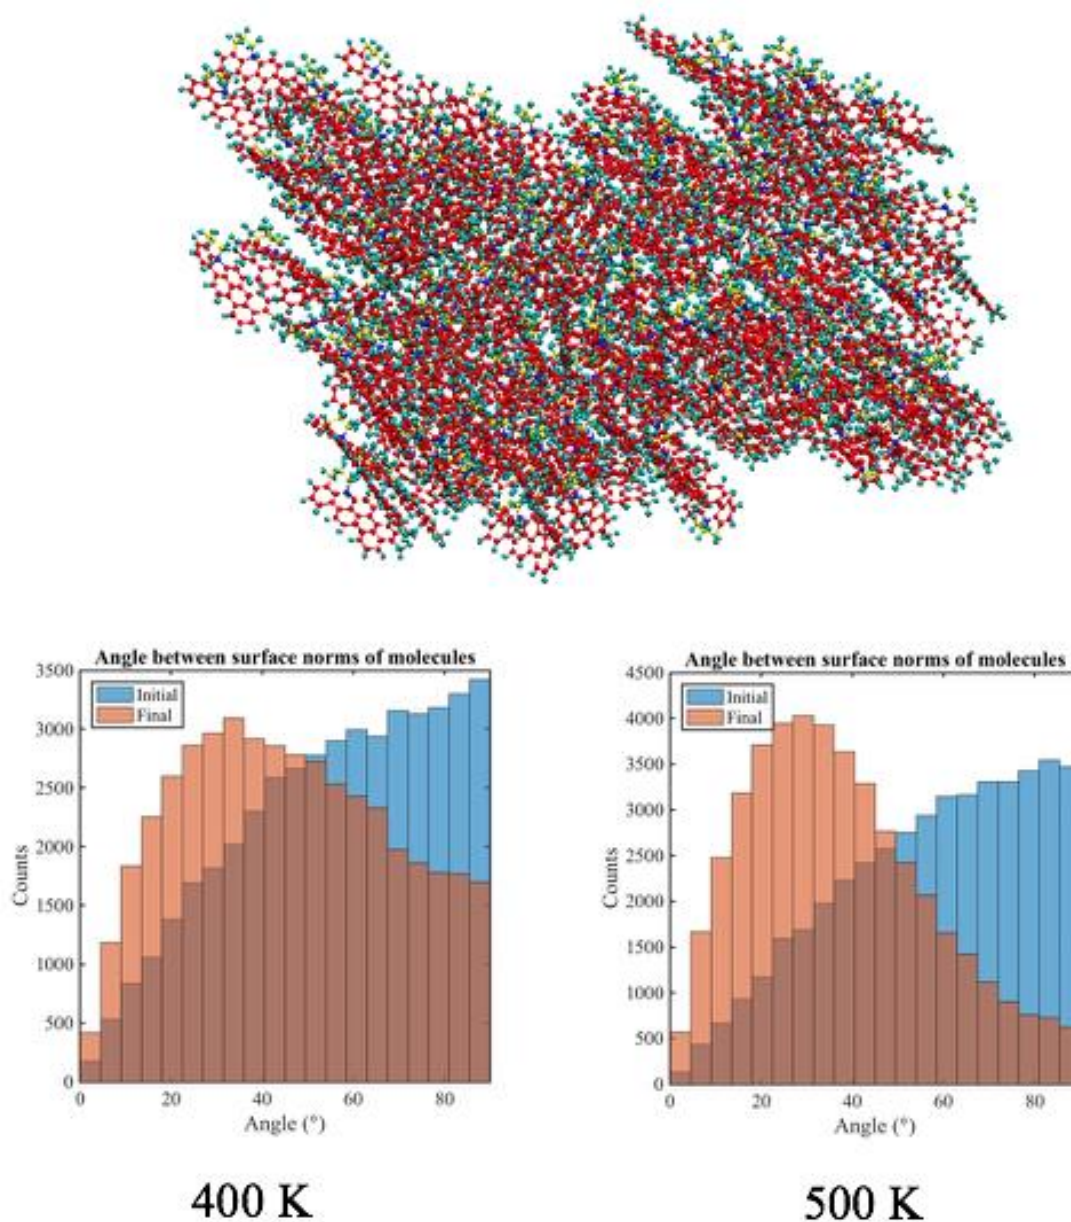 Angle between surface norms of molecules
3500
3000
2500
2000
1500
1000
500
0
Counts
Initial
Final
0 20 40 60 80
Angle (°)
400 K
Angle between surface norms of molecules
4500
4000
3500
3000
2500
2000
1500
1000
500
0
Counts
Initial
Final
0 20 40 60 80
Angle (°)
500 K